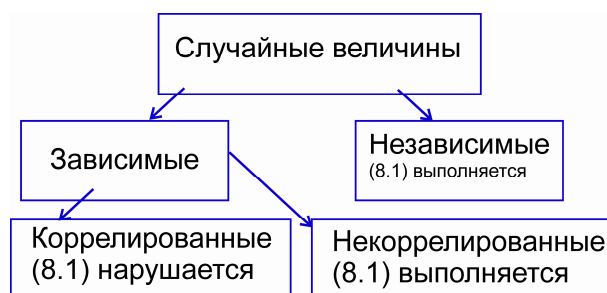 Случайные величины
Зависимые
Независимые
(8.1) выполняется
Коррелированные
(8.1) нарушается
Некоррелированные
(8.1) выполняется